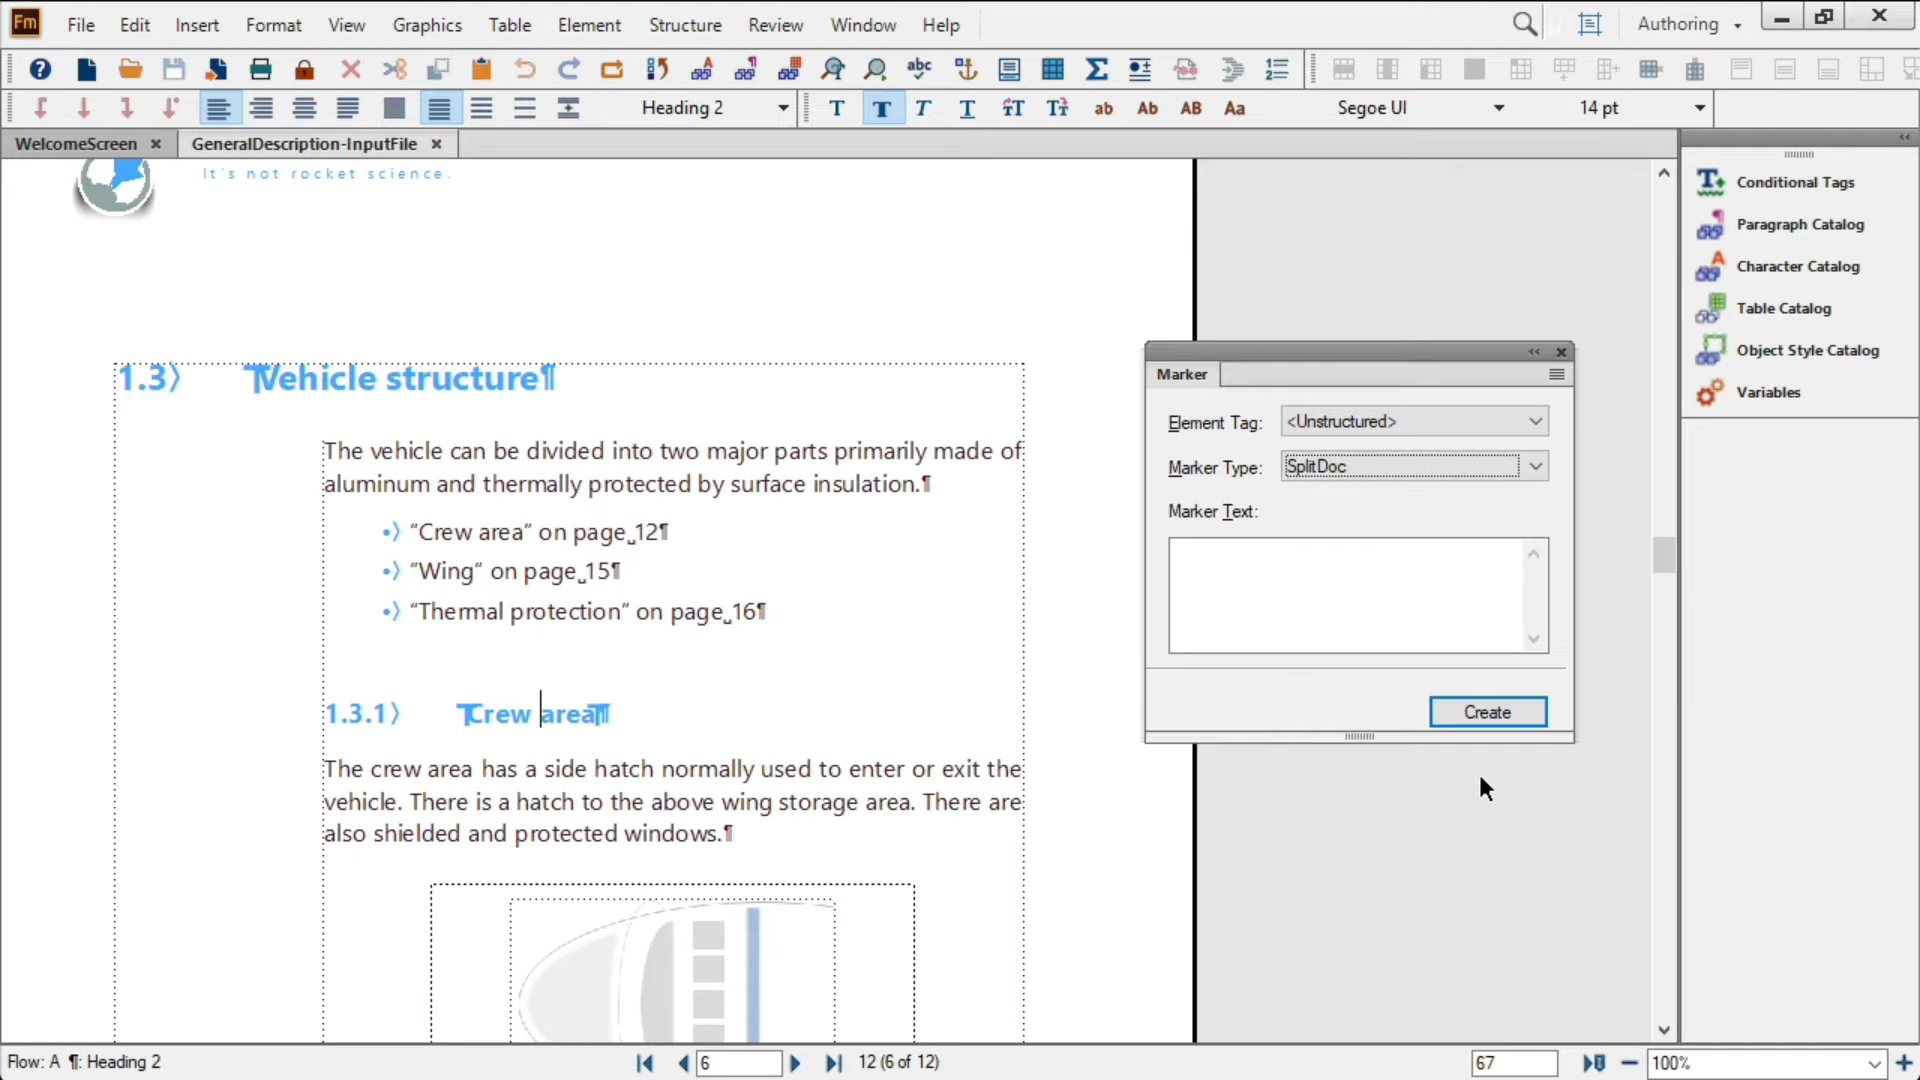 Fm File Edit Insert Format View Graphics Table Element Structure Review Window Help Authoring
Heading 2 Segoe UI 14 pt
WelcomeScreen GeneralDescription-InputFile
It's not rocket science.
1.3〉 Vehicle structure¶
The vehicle can be divided into two major parts primarily made of
aluminum and thermally protected by surface insulation.¶
•〉 “Crew area” on page␣12¶
•〉 “Wing” on page␣15¶
•〉 “Thermal protection” on page␣16¶
1.3.1〉 Crew area¶
The crew area has a side hatch normally used to enter or exit the
vehicle. There is a hatch to the above wing storage area. There are
also shielded and protected windows.¶
Marker
Element Tag: <Unstructured>
Marker Type: SplitDoc
Marker Text:
Create
Conditional Tags
Paragraph Catalog
Character Catalog
Table Catalog
Object Style Catalog
Variables
Flow: A ¶: Heading 2 6 12 (6 of 12) 67 100%